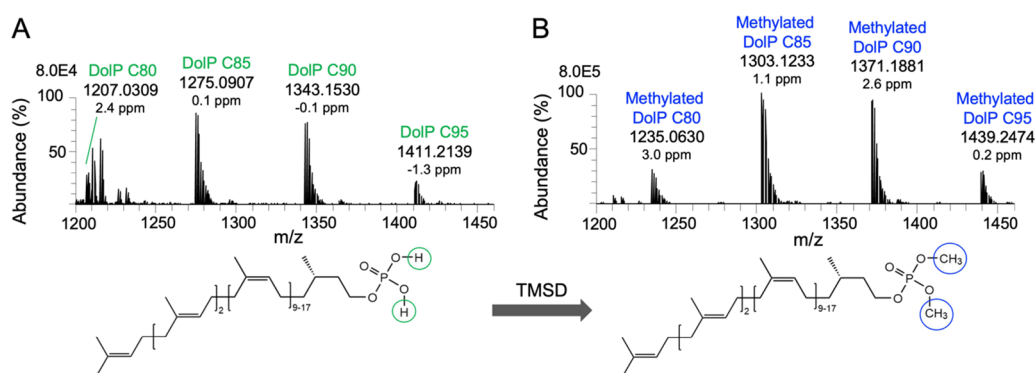 A
8.0E4
DolP C80
1207.0309
2.4 ppm
DolP C85
1275.0907
0.1 ppm
DolP C90
1343.1530
-0.1 ppm
DolP C95
1411.2139
-1.3 ppm
Abundance (%)
100
50
1200
1250
1300
1350
1400
1450
m/z
B
8.0E5
Methylated
DolP C80
1235.0630
3.0 ppm
Methylated
DolP C85
1303.1233
1.1 ppm
Methylated
DolP C90
1371.1881
2.6 ppm
Methylated
DolP C95
1439.2474
0.2 ppm
Abundance (%)
100
50
1200
1250
1300
1350
1400
1450
m/z
2
9-17
O
O
P
O
H
O
H
TMSD
2
9-17
O
O
P
O
CH3
O
CH3